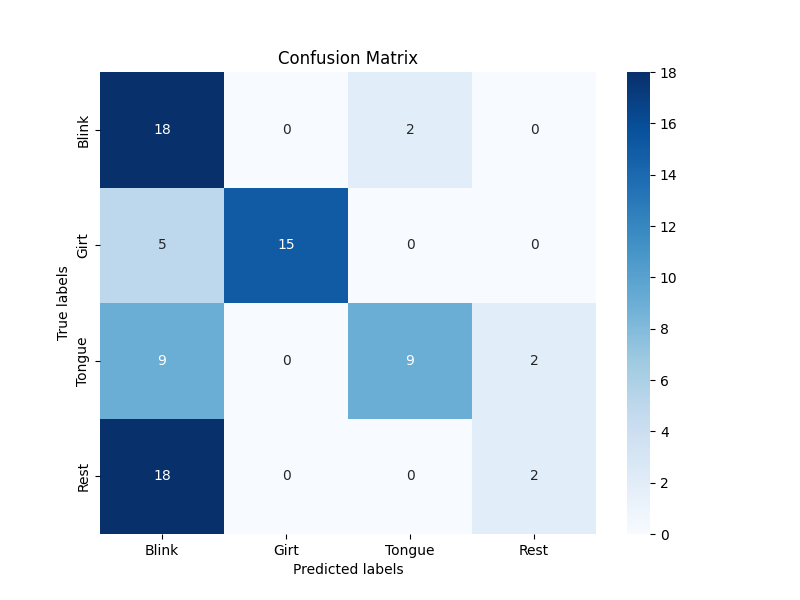 Confusion Matrix
True labels
Blink
18 0 2 0
Girt
5 15 0 0
Tongue
9 0 9 2
Rest
18 0 0 2
Blink Girt Tongue Rest
Predicted labels
18
16
14
12
10
8
6
4
2
0